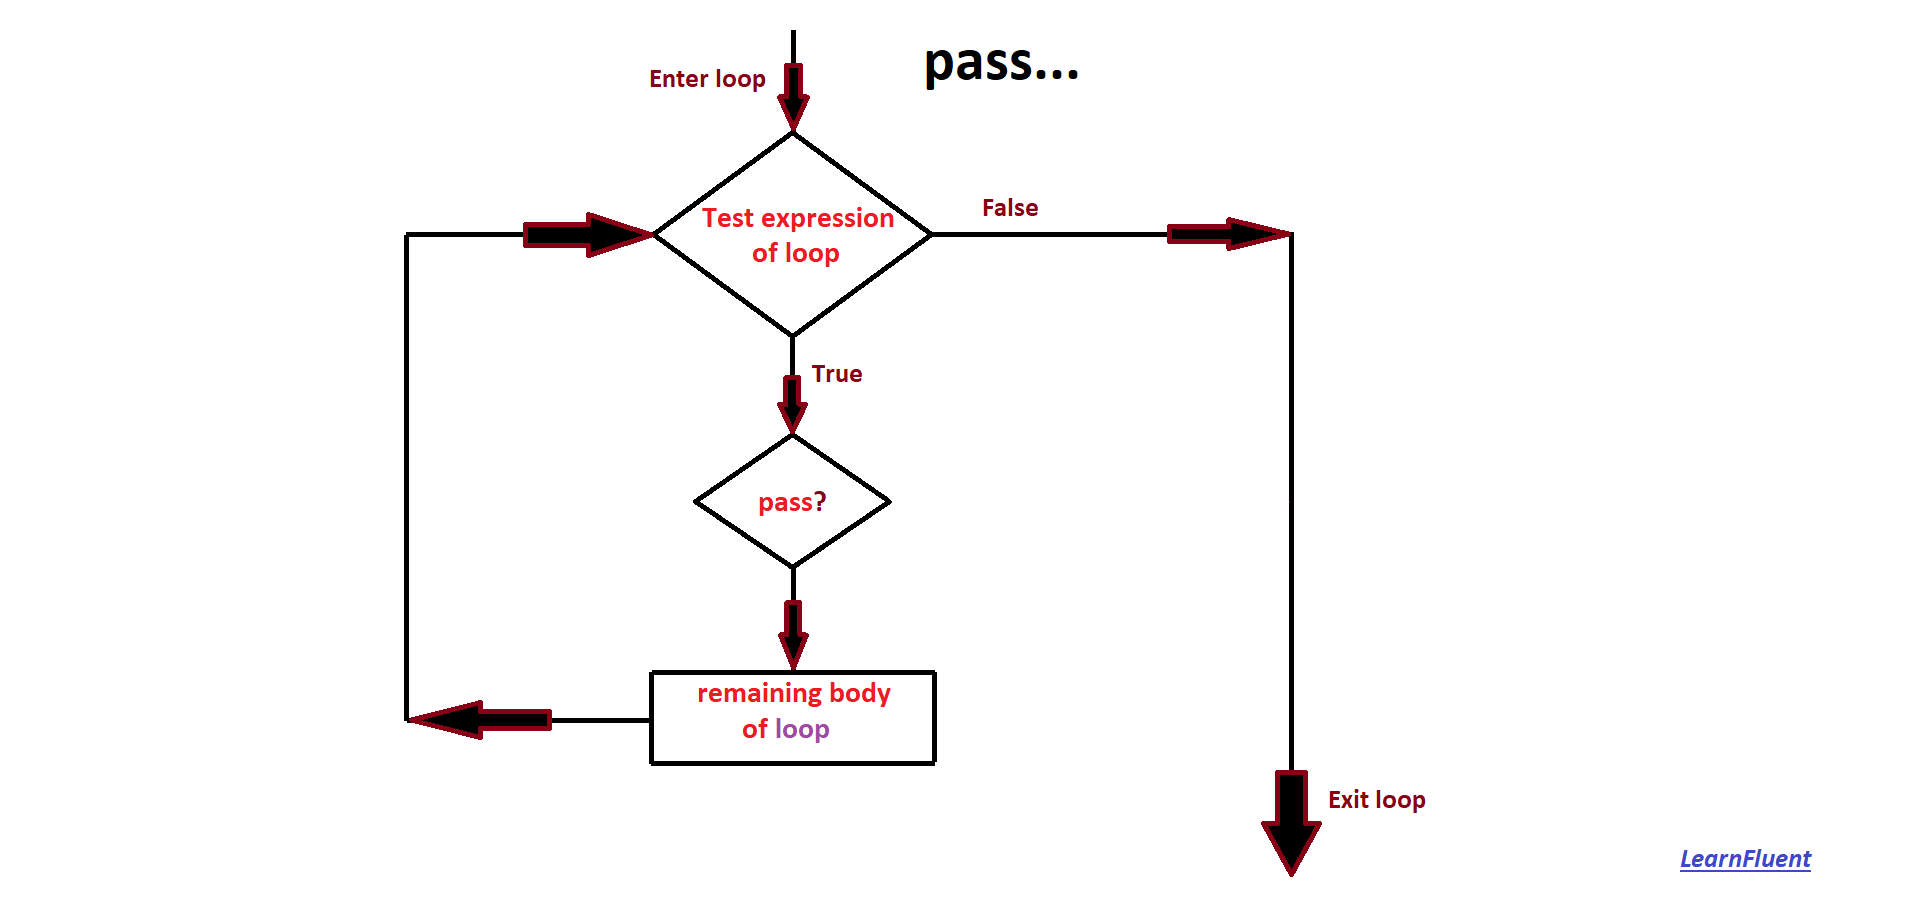 pass...
Enter loop
Test expression
of loop
False
True
pass?
remaining body
of loop
Exit loop
LearnFluent